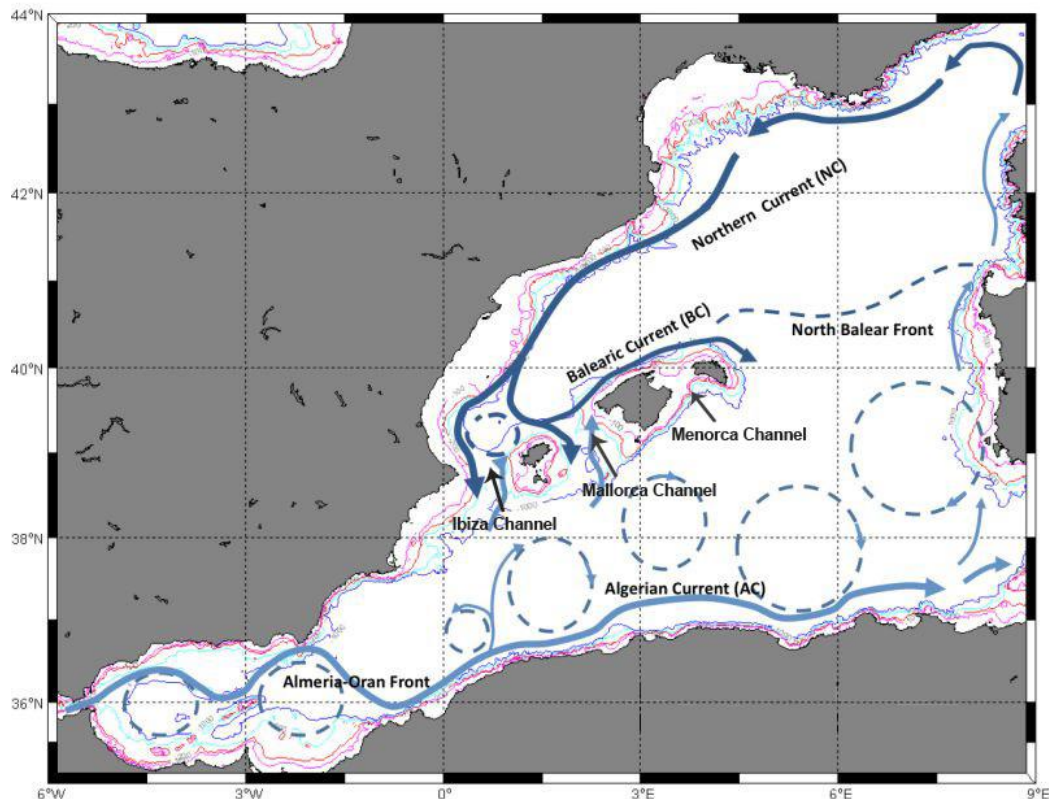 44°N
42°N
40°N
38°N
36°N
Northern Current (NC)
Balearic Current (BC)
North Balear Front
Menorca Channel
Mallorca Channel
Ibiza Channel
Algerian Current (AC)
Almeria-Oran Front
6°W
3°W
0°
3°E
6°E
9°E